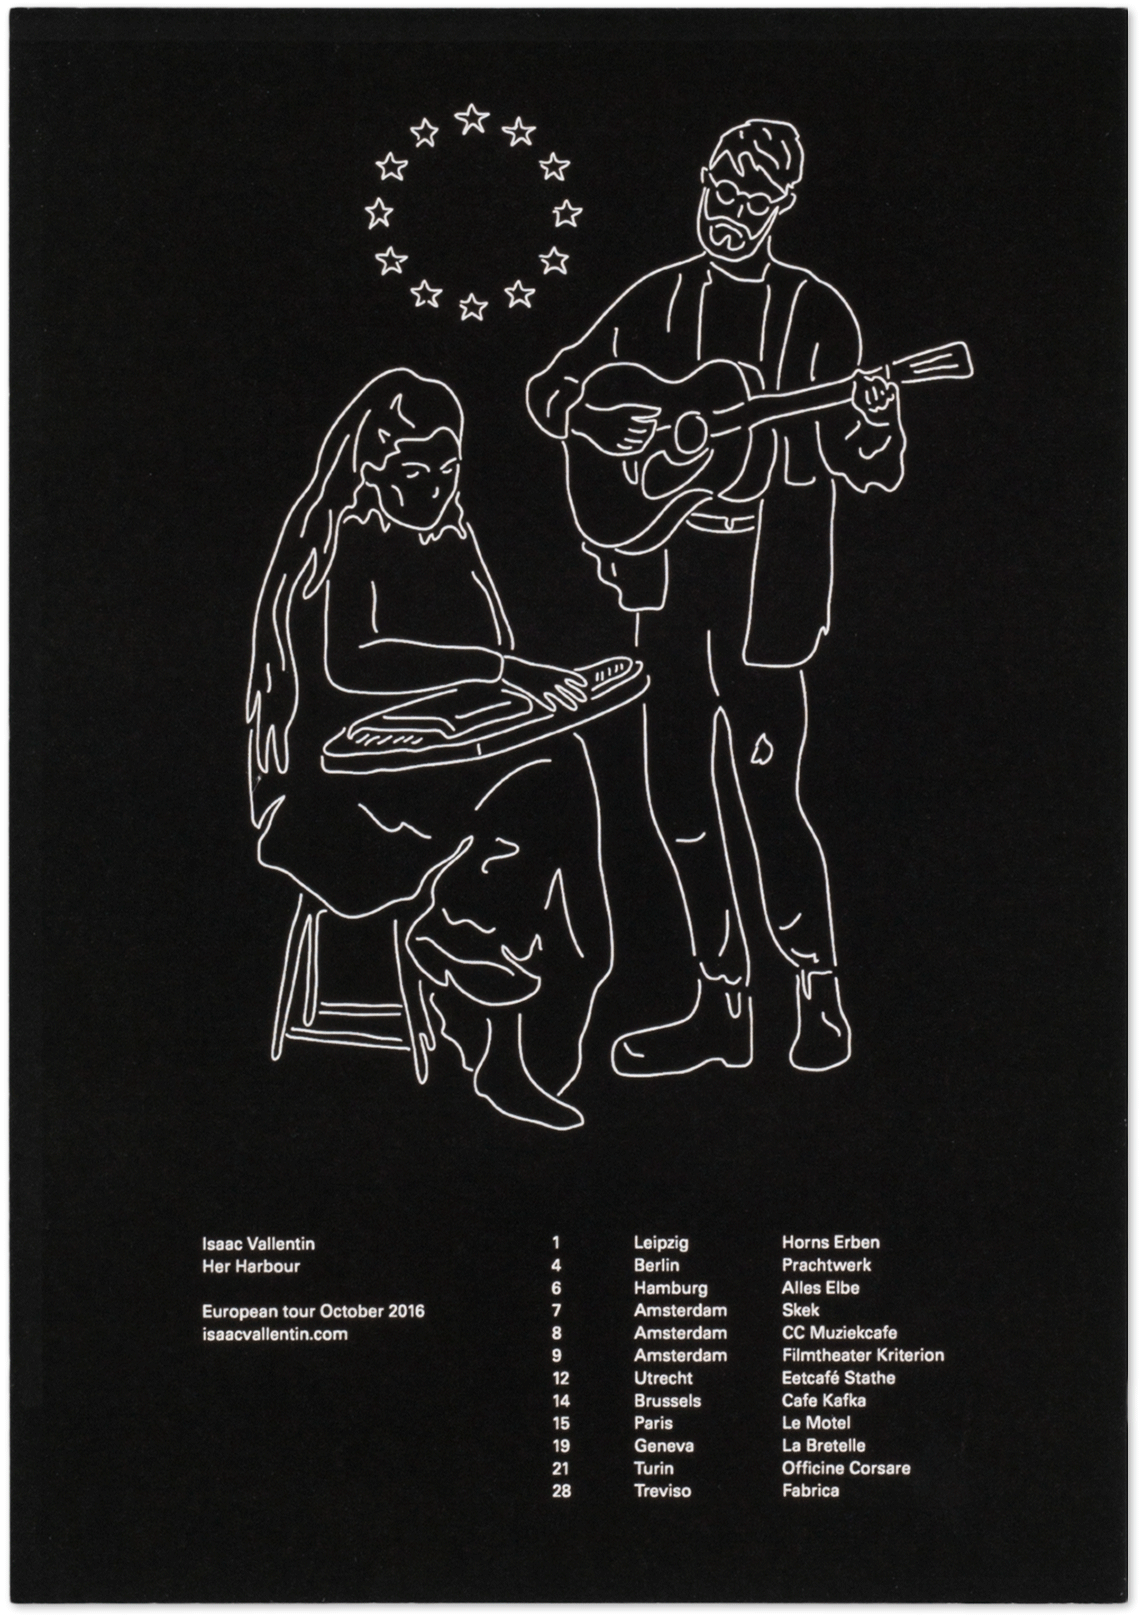 Isaac Vallentin
Her Harbour
European tour October 2016
isaacvallentin.com
1 Leipzig Horns Erben
4 Berlin Prachtwerk
6 Hamburg Alles Elbe
7 Amsterdam Skek
8 Amsterdam CC Muziekcafe
9 Amsterdam Filmtheater Kriterion
12 Utrecht Eetcafé Stathe
14 Brussels Cafe Kafka
15 Paris Le Motel
19 Geneva La Bretelle
21 Turin Officine Corsare
28 Treviso Fabrica